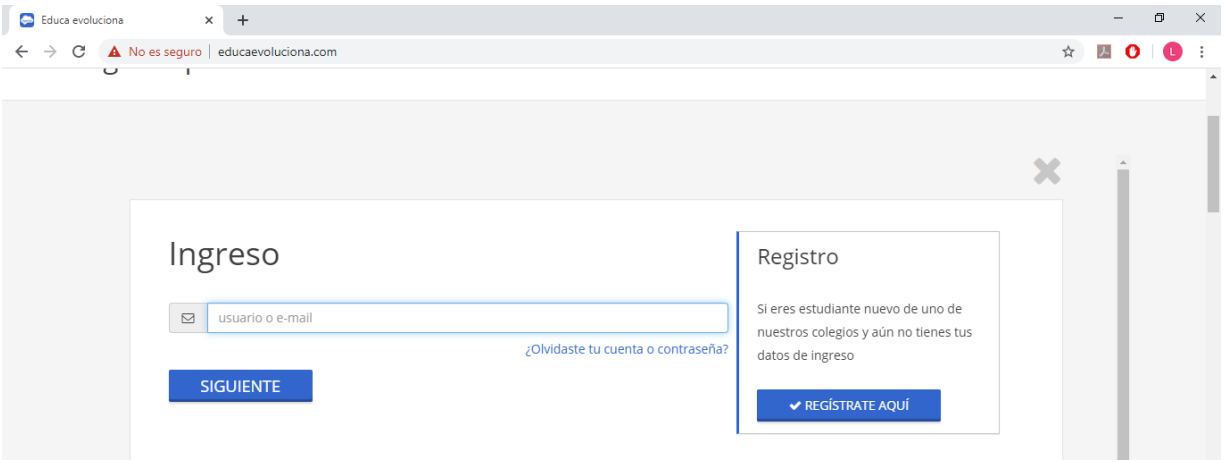 Educa evoluciona
No es seguro educaevoluciona.com
L
Ingreso
usuario o e-mail
¿Olvidaste tu cuenta o contraseña?
SIGUIENTE
Registro
Si eres estudiante nuevo de uno de
nuestros colegios y aún no tienes tus
datos de ingreso
REGÍSTRATE AQUÍ